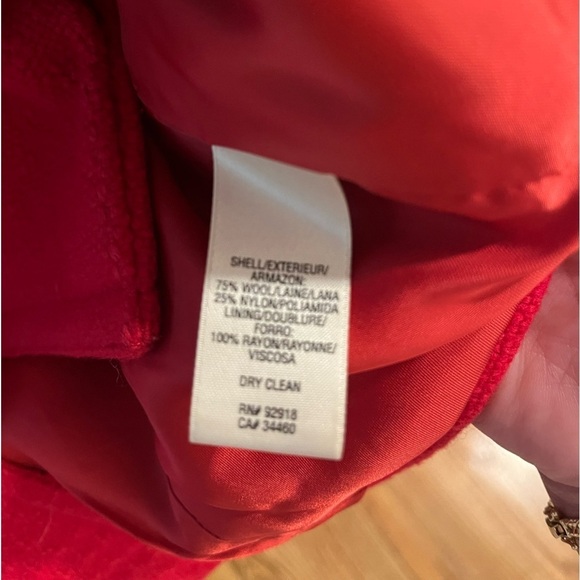 SHELL/EXTERIEUR/
ARMAZON:
75% WOOL/LAINE/LANA
25% NYLON/POLIAMIDA
LINING/DOUBLURE/
FORRO:
100% RAYON/RAYONNE/
VISCOSA
DRY CLEAN
RN# 92918
CA# 34460